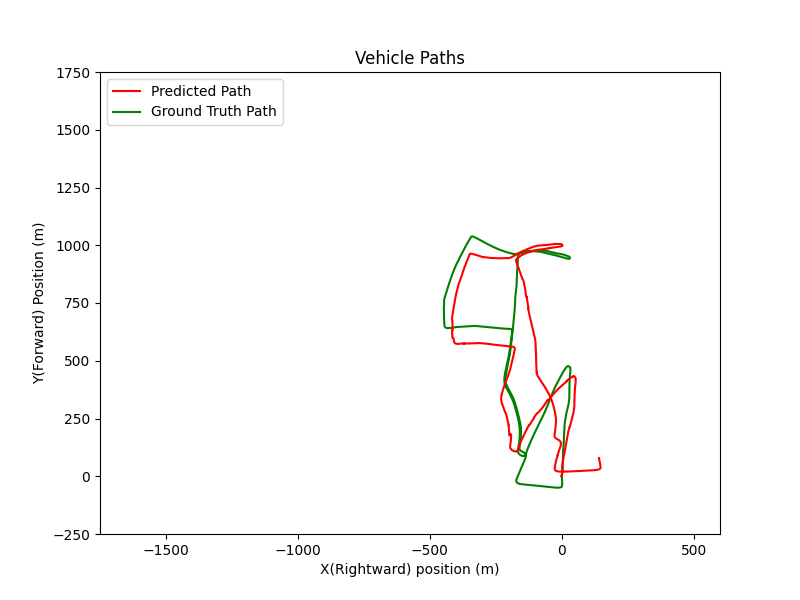 Vehicle Paths
Predicted Path
Ground Truth Path
1750
1500
1250
1000
750
500
250
0
−250
Y(Forward) Position (m)
−1500
−1000
−500
0
500
X(Rightward) position (m)